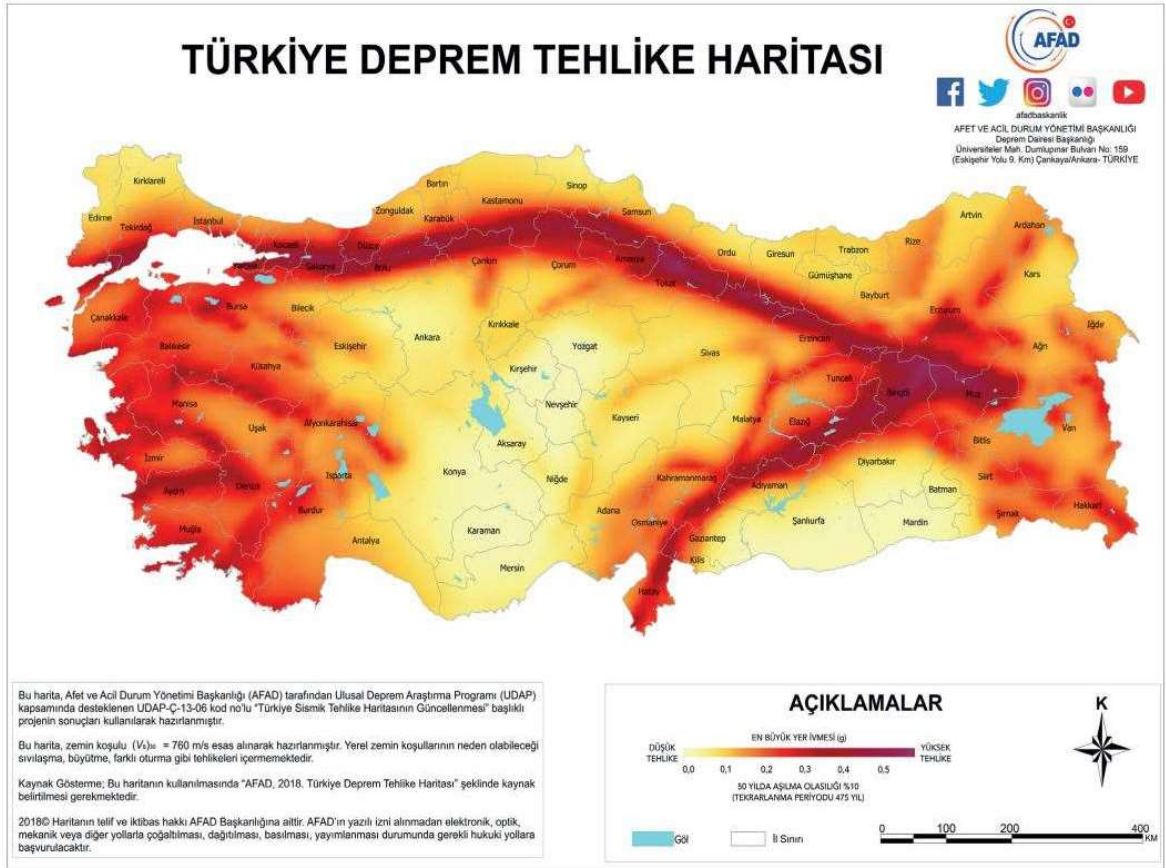 TÜRKİYE DEPREM TEHLİKE HARİTASI
AFAD
afadbaskanlik
AFET VE ACİL DURUM YÖNETİMİ BAŞKANLIĞI
Deprem Dairesi Başkanlığı
Üniversiteler Mah. Dumlupınar Bulvarı No: 159
(Eskişehir Yolu 9. Km) Çankaya/Ankara- TÜRKİYE
Kırklareli
Edirne
Tekirdağ
İstanbul
Kocaeli
Sakarya
Düzce
Bolu
Zonguldak
Bartın
Karabük
Kastamonu
Sinop
Samsun
Çankırı
Çorum
Amasya
Tokat
Ordu
Giresun
Trabzon
Rize
Artvin
Ardahan
Gümüşhane
Bayburt
Kars
Erzurum
Iğdır
Ağrı
Erzincan
Çanakkale
Bursa
Bilecik
Balıkesir
Kütahya
Eskişehir
Ankara
Kırıkkale
Yozgat
Kırşehir
Sivas
Tunceli
Bingöl
Muş
Manisa
Uşak
Afyonkarahisar
Nevşehir
Kayseri
Malatya
Elazığ
Bitlis
Van
İzmir
Aksaray
Konya
Niğde
Aydın
Denizli
Isparta
Burdur
Kahramanmaraş
Adıyaman
Diyarbakır
Batman
Siirt
Şırnak
Hakkari
Muğla
Antalya
Karaman
Mersin
Adana
Osmaniye
Gaziantep
Kilis
Şanlıurfa
Mardin
Hatay
Bu harita, Afet ve Acil Durum Yönetimi Başkanlığı (AFAD) tarafından Ulusal Deprem Araştırma Programı (UDAP)
kapsamında desteklenen UDAP-Ç-13-06 kod no'lu "Türkiye Sismik Tehlike Haritasının Güncellenmesi" başlıklı
projenin sonuçları kullanılarak hazırlanmıştır.
Bu harita, zemin koşulu (Vs)30 = 760 m/s esas alınarak hazırlanmıştır. Yerel zemin koşullarının neden olabileceği
sıvılaşma, büyütme, farklı oturma gibi tehlikeleri içermemektedir.
Kaynak Gösterme; Bu haritanın kullanılmasında "AFAD, 2018. Türkiye Deprem Tehlike Haritası" şeklinde kaynak
belirtilmesi gerekmektedir.
2018© Haritanın telif ve iktibas hakkı AFAD Başkanlığına aittir. AFAD'ın yazılı izni alınmadan elektronik, optik,
mekanik veya diğer yollarla çoğaltılması, dağıtılması, basılması, yayımlanması durumunda gerekli hukuki yollara
başvurulacaktır.
AÇIKLAMALAR
EN BÜYÜK YER İVMESİ (g)
DÜŞÜK TEHLİKE
YÜKSEK TEHLİKE
0,0 0,1 0,2 0,3 0,4 0,5
50 YILDA AŞILMA OLASILIĞI %10
(TEKRARLANMA PERİYODU 475 YIL)
Göl
İl Sınırı
K
0 100 200 400
KM